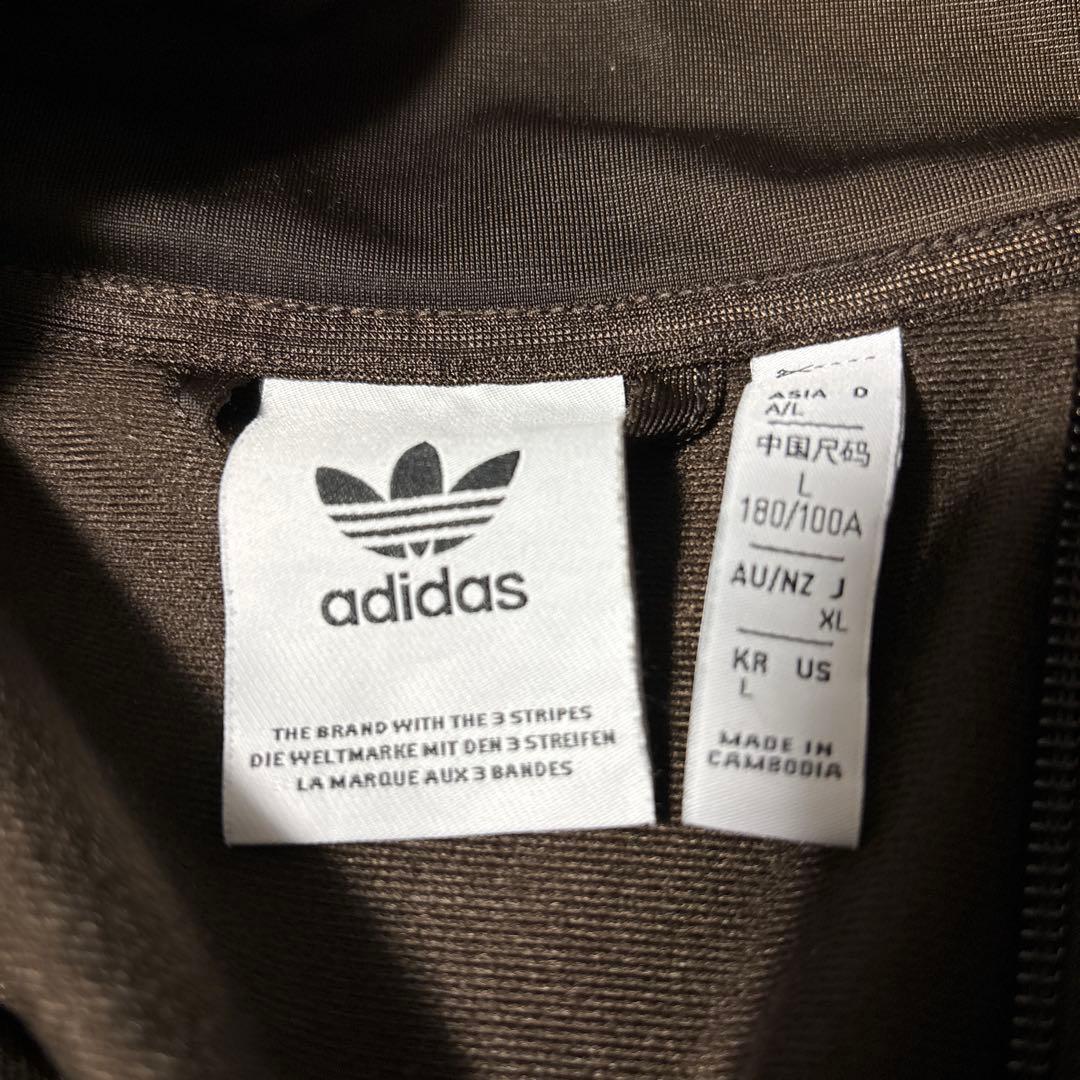 adidas
THE BRAND WITH THE 3 STRIPES
DIE WELTMARKE MIT DEN 3 STREIFEN
LA MARQUE AUX 3 BANDES
ASIA D
A/L
中国尺码
L
180/100A
AU/NZ J
XL
KR US
L
MADE IN
CAMBODIA